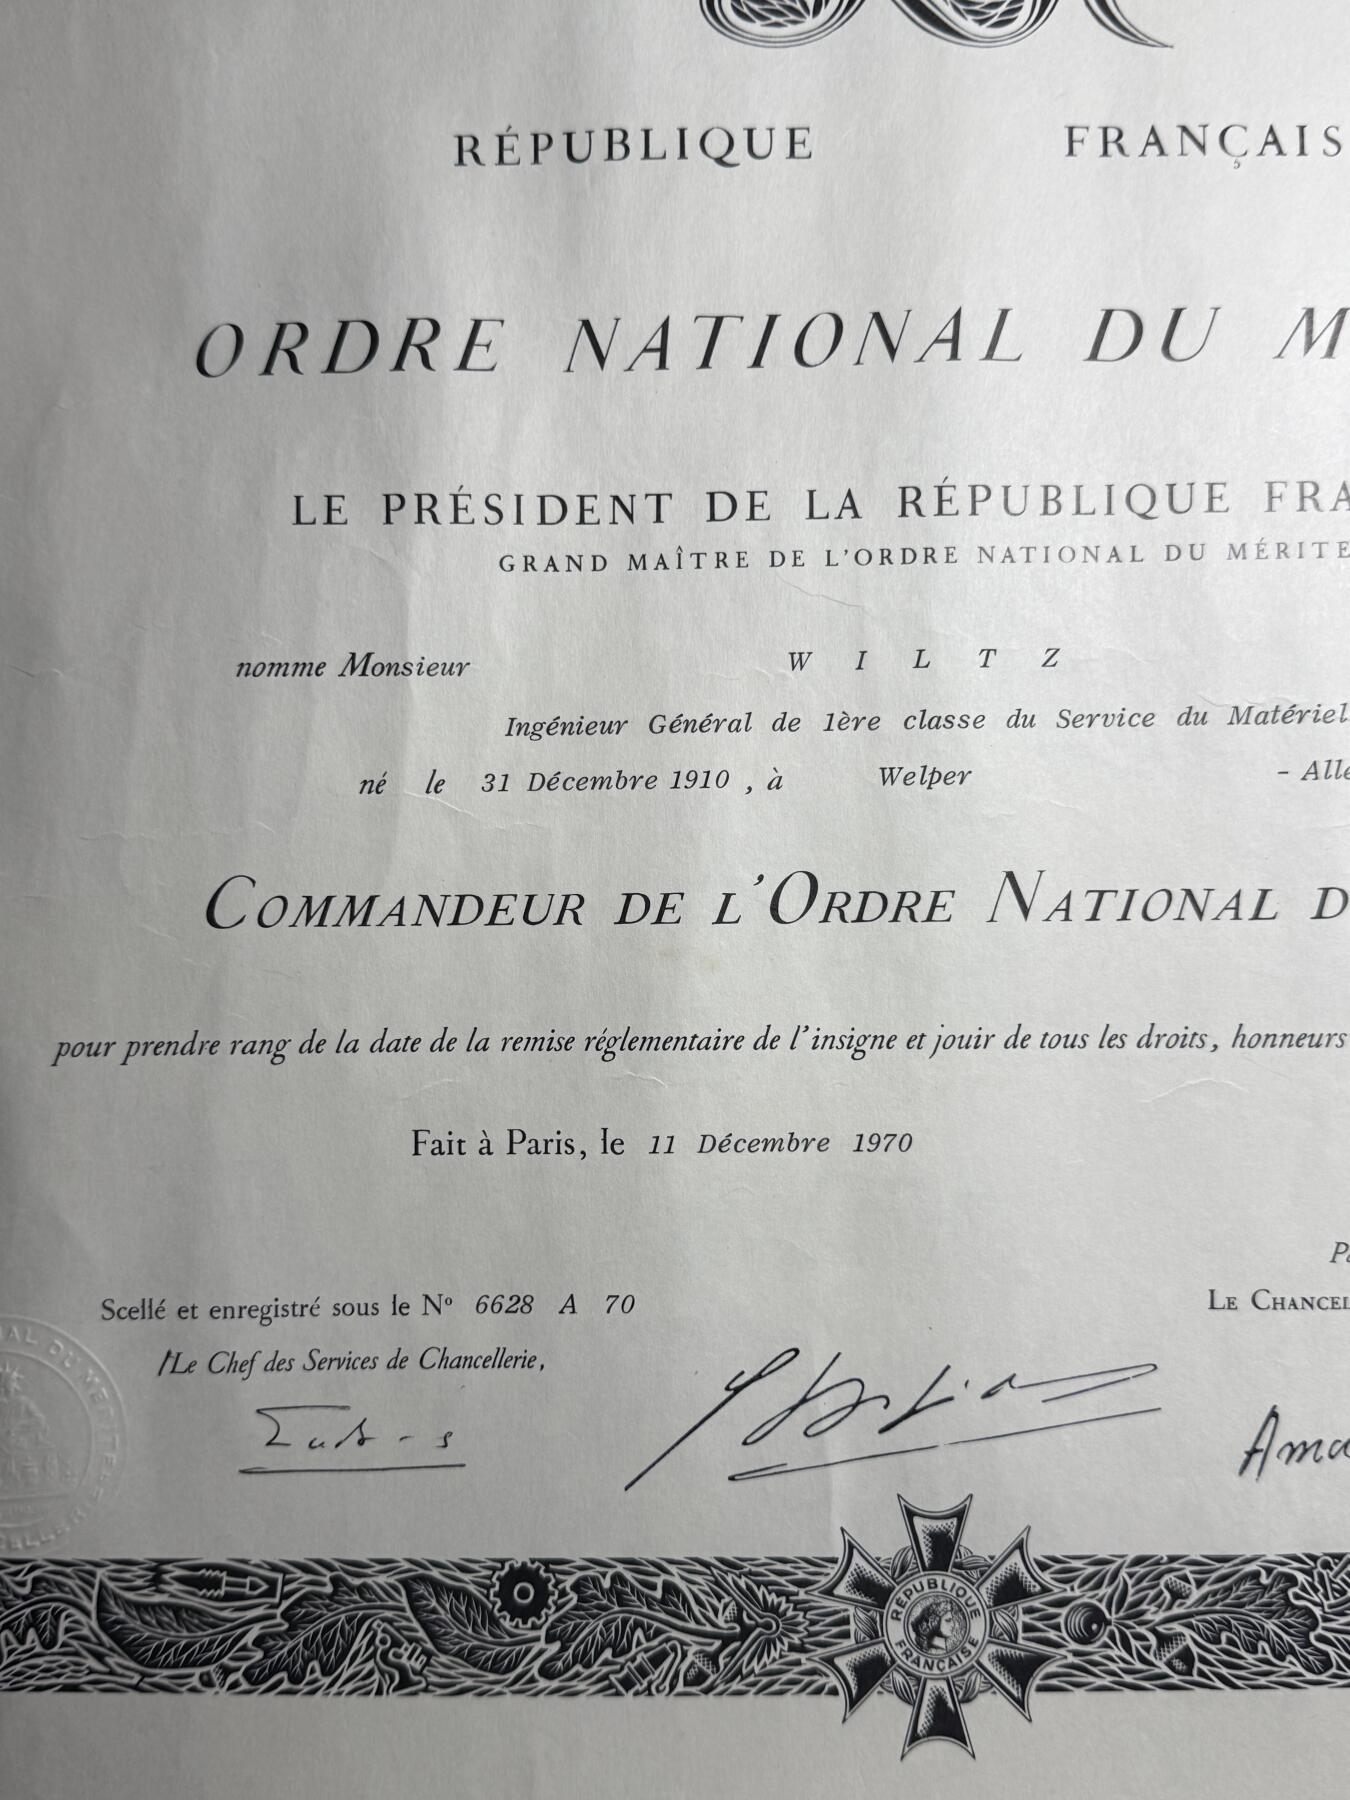 RÉPUBLIQUE FRANÇAIS
ORDRE NATIONAL DU M
LE PRÉSIDENT DE LA RÉPUBLIQUE FRA
GRAND MAÎTRE DE L'ORDRE NATIONAL DU MÉRITE
nomme Monsieur W I L T Z
Ingénieur Général de 1ère classe du Service du Matériel
né le 31 Décembre 1910 , à Welper - Alle
COMMANDEUR DE L'ORDRE NATIONAL D
pour prendre rang de la date de la remise réglementaire de l'insigne et jouir de tous les droits, honneurs
Fait à Paris, le 11 Décembre 1970
Pa
Scellé et enregistré sous le Nº 6628 A 70
LE CHANCEL
/Le Chef des Services de Chancellerie,
Ama
RÉPUBLIQUE FRANÇAISE